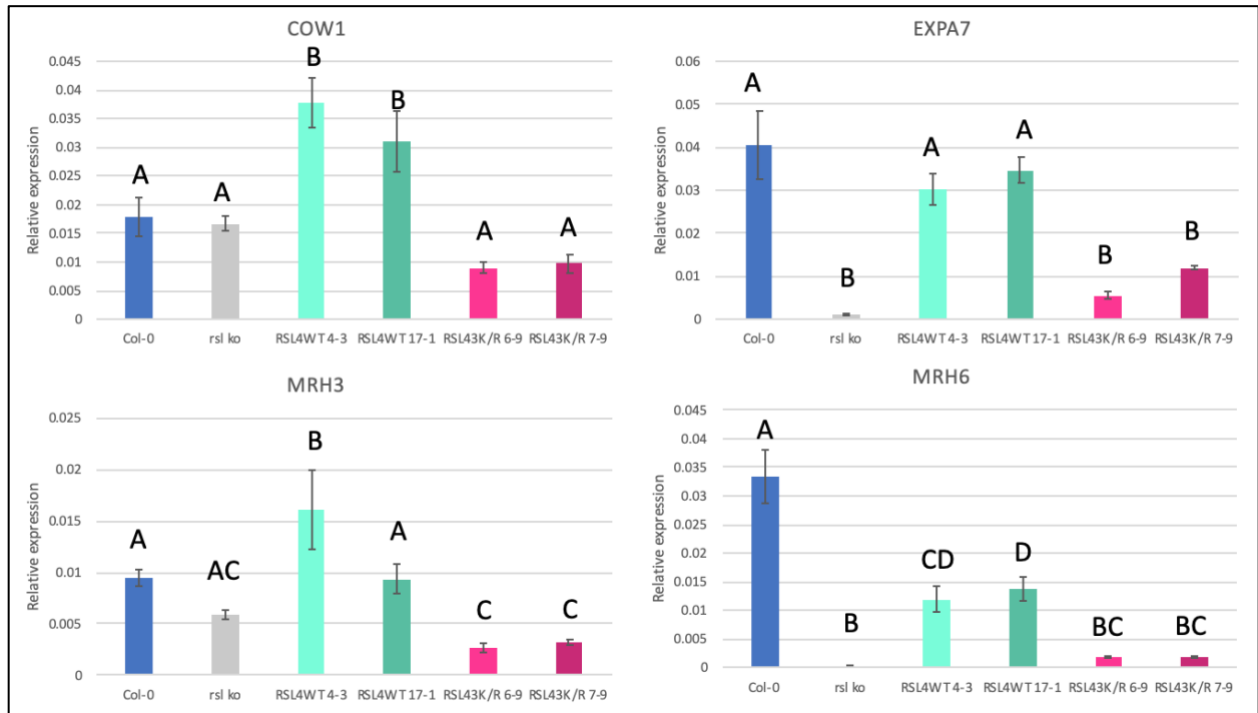 COW1
Relative expression
0.045
0.04
0.035
0.03
0.025
0.02
0.015
0.01
0.005
0
A
A
B
B
A
A
Col-0
rsl ko
RSL4WT 4-3
RSL4WT 17-1
RSL43K/R 6-9
RSL43K/R 7-9
EXPA7
Relative expression
0.06
0.05
0.04
0.03
0.02
0.01
0
A
B
A
A
B
B
Col-0
rsl ko
RSL4WT 4-3
RSL4WT 17-1
RSL43K/R 6-9
RSL43K/R 7-9
MRH3
Relative expression
0.025
0.02
0.015
0.01
0.005
0
A
AC
B
A
C
C
Col-0
rsl ko
RSL4WT 4-3
RSL4WT 17-1
RSL43K/R 6-9
RSL43K/R 7-9
MRH6
Relative expression
0.045
0.04
0.035
0.03
0.025
0.02
0.015
0.01
0.005
0
A
B
CD
D
BC
BC
Col-0
rsl ko
RSL4WT 4-3
RSL4WT 17-1
RSL43K/R 6-9
RSL43K/R 7-9